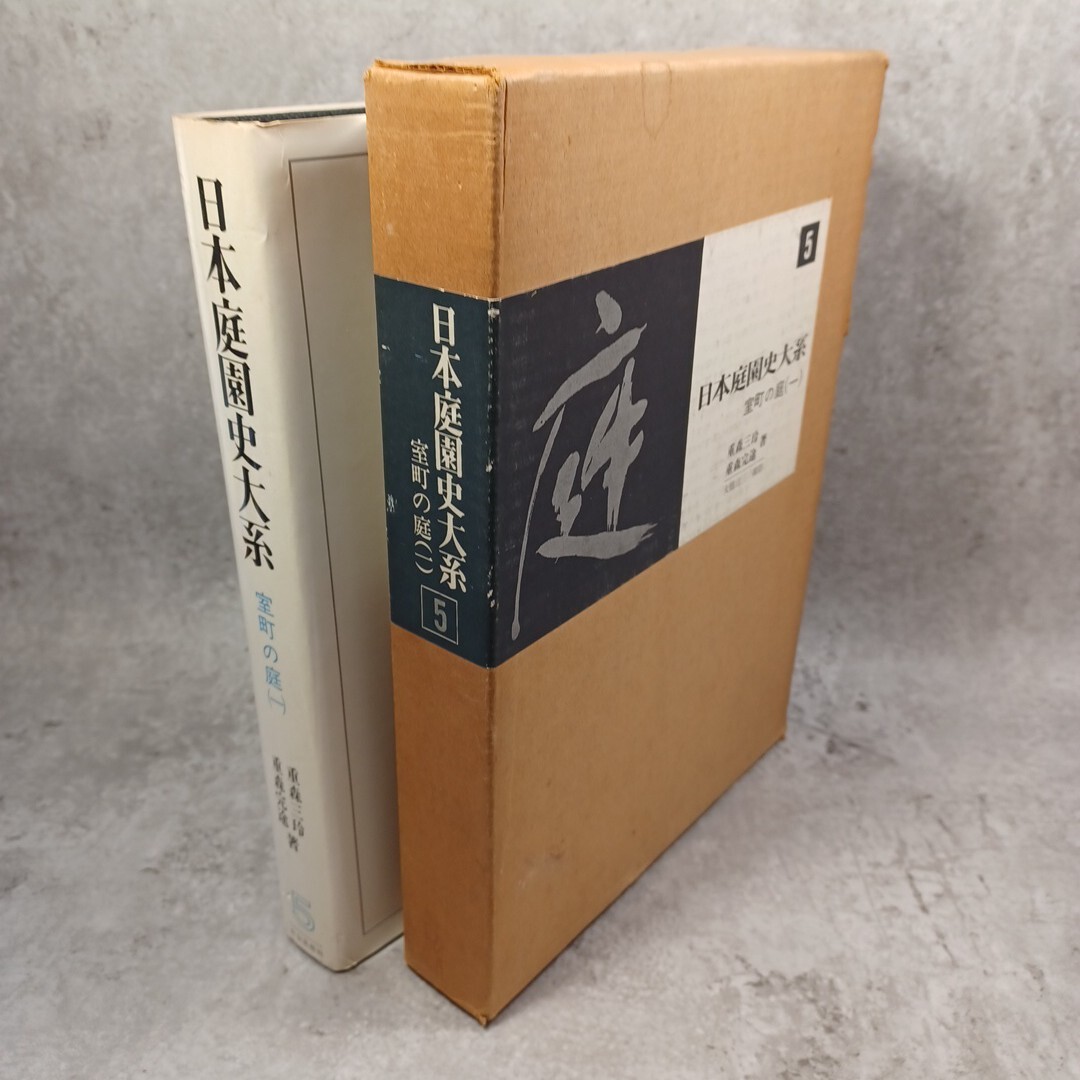 日本庭園史大系
室町の庭(一)
重森三玲
重森完途
著
5
日本庭園史大系
室町の庭(一)
5
庭
5
日本庭園史大系
室町の庭(一)
重森三玲
重森完途
著